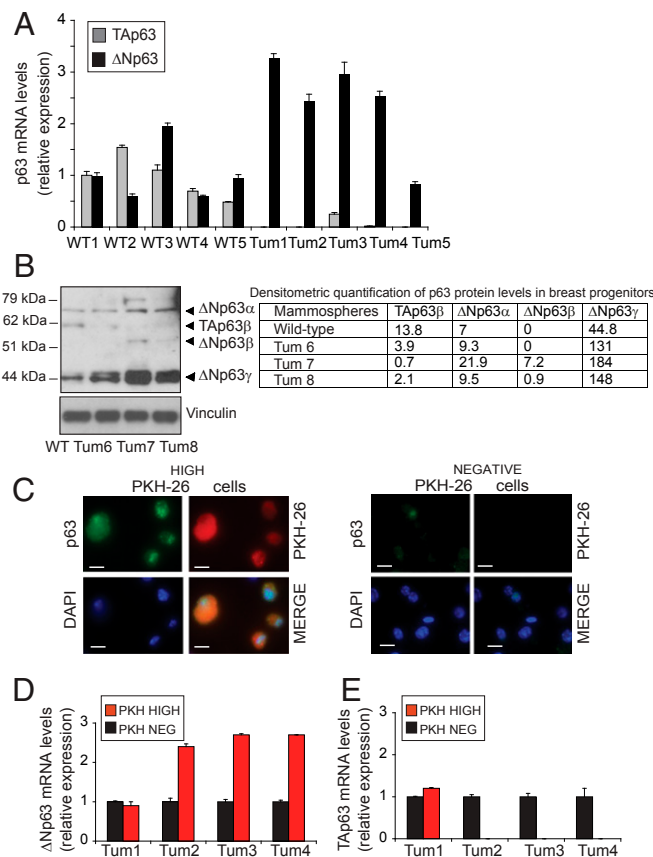 A
TAp63
ΔNp63
p63 mRNA levels
(relative expression)
4
3
2
1
0
WT1 WT2 WT3 WT4 WT5 Tum1 Tum2 Tum3 Tum4 Tum5
B
79 kDa
62 kDa
51 kDa
44 kDa
ΔNp63α
TAp63β
ΔNp63β
ΔNp63γ
Vinculin
WT Tum6 Tum7 Tum8
Densitometric quantification of p63 protein levels in breast progenitors
Mammospheres TAp63β ΔNp63α ΔNp63β ΔNp63γ
Wild-type 13.8 7 0 44.8
Tum 6 3.9 9.3 0 131
Tum 7 0.7 21.9 7.2 184
Tum 8 2.1 9.5 0.9 148
C
HIGH
PKH-26 cells
p63
PKH-26
DAPI
MERGE
NEGATIVE
PKH-26 cells
p63
PKH-26
DAPI
MERGE
D
PKH HIGH
PKH NEG
ΔNp63 mRNA levels
(relative expression)
3
2
1
0
Tum1 Tum2 Tum3 Tum4
E
PKH HIGH
PKH NEG
TAp63 mRNA levels
(relative expression)
3
2
1
0
Tum1 Tum2 Tum3 Tum4